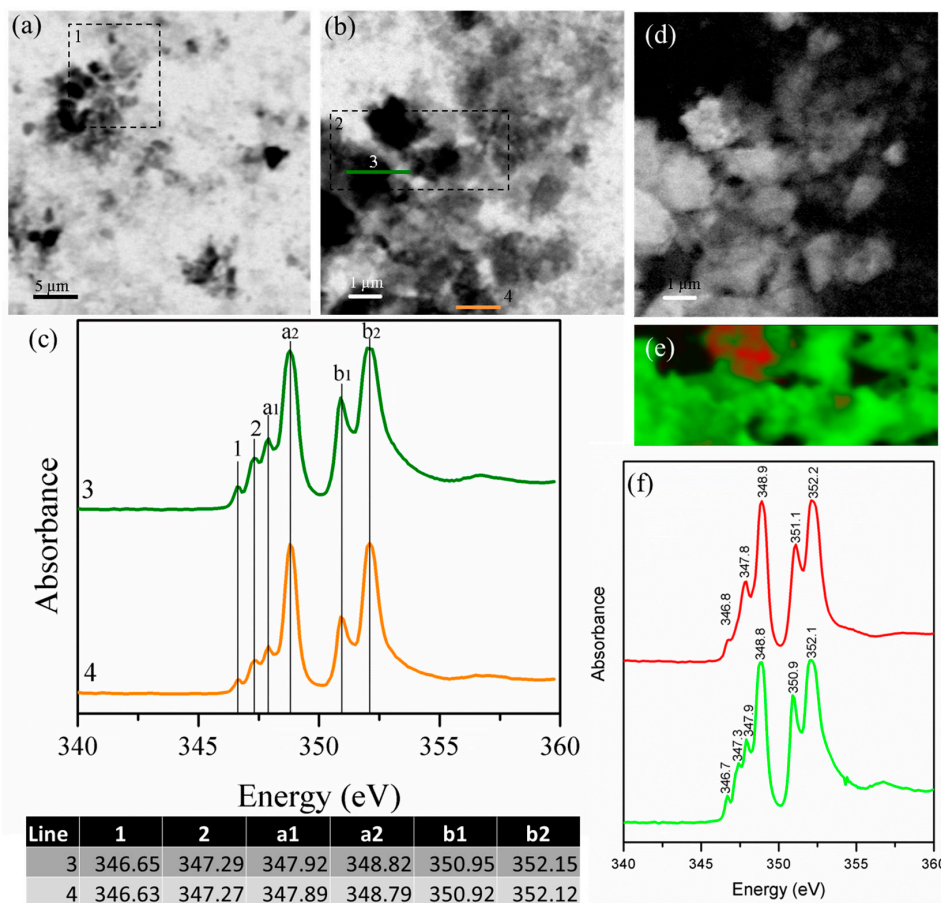 (a)
1
5 µm
(b)
2
3
1 µm
4
(d)
1 µm
(c)
a2
b2
b1
a1
2
1
3
4
Absorbance
340
345
350
355
360
Energy (eV)
Line 1 2 a1 a2 b1 b2
3 346.65 347.29 347.92 348.82 350.95 352.15
4 346.63 347.27 347.89 348.79 350.92 352.12
(e)
(f)
348.9
352.2
351.1
347.8
346.8
348.8
352.1
350.9
347.9
347.3
346.7
Absorbance
340
345
350
355
360
Energy (eV)